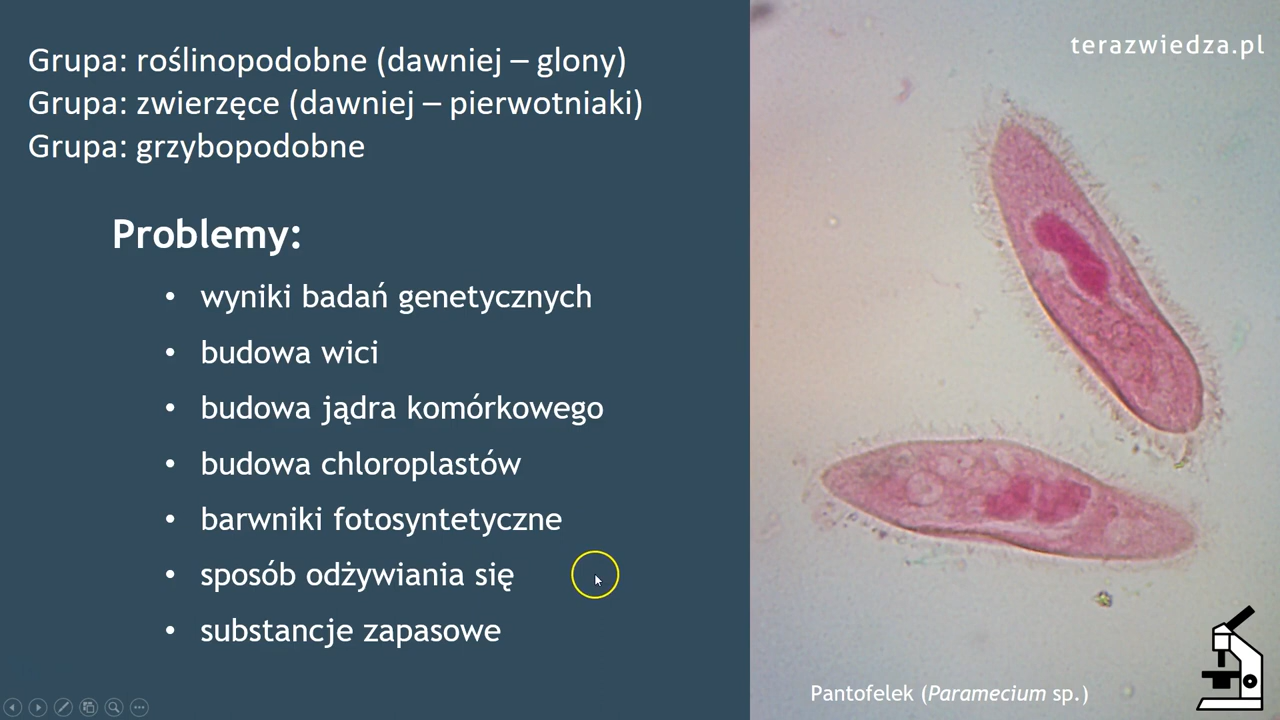 Grupa: roślinopodobne (dawniej – glony)
Grupa: zwierzęce (dawniej – pierwotniaki)
Grupa: grzybopodobne
Problemy:
• wyniki badań genetycznych
• budowa wici
• budowa jądra komórkowego
• budowa chloroplastów
• barwniki fotosyntetyczne
• sposób odżywiania się
• substancje zapasowe
terazwiedza.pl
Pantofelek (Paramecium sp.)